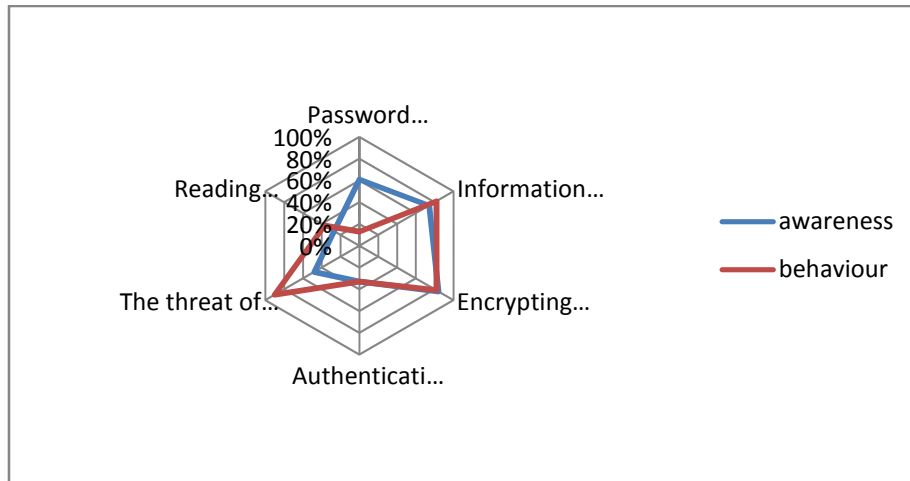 Password…
100%
80%
60%
40%
20%
0%
Reading…
Information…
awareness
behaviour
The threat of…
Encrypting…
Authenticati…